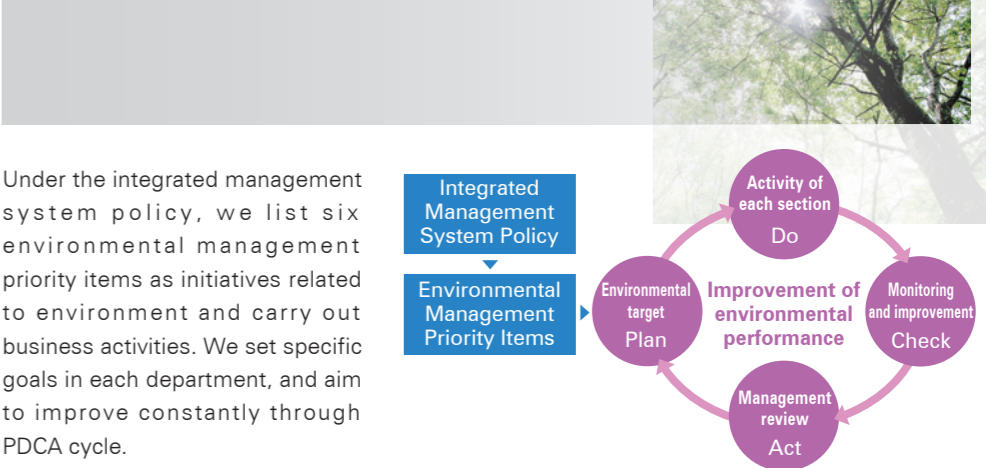 Under the integrated management
system policy, we list six
environmental management
priority items as initiatives related
to environment and carry out
business activities. We set specific
goals in each department, and aim
to improve constantly through
PDCA cycle.
Integrated
Management
System Policy
Environmental
Management
Priority Items
Environmental
target
Plan
Activity of
each section
Do
Improvement of
environmental
performance
Monitoring
and improvement
Check
Management
review
Act